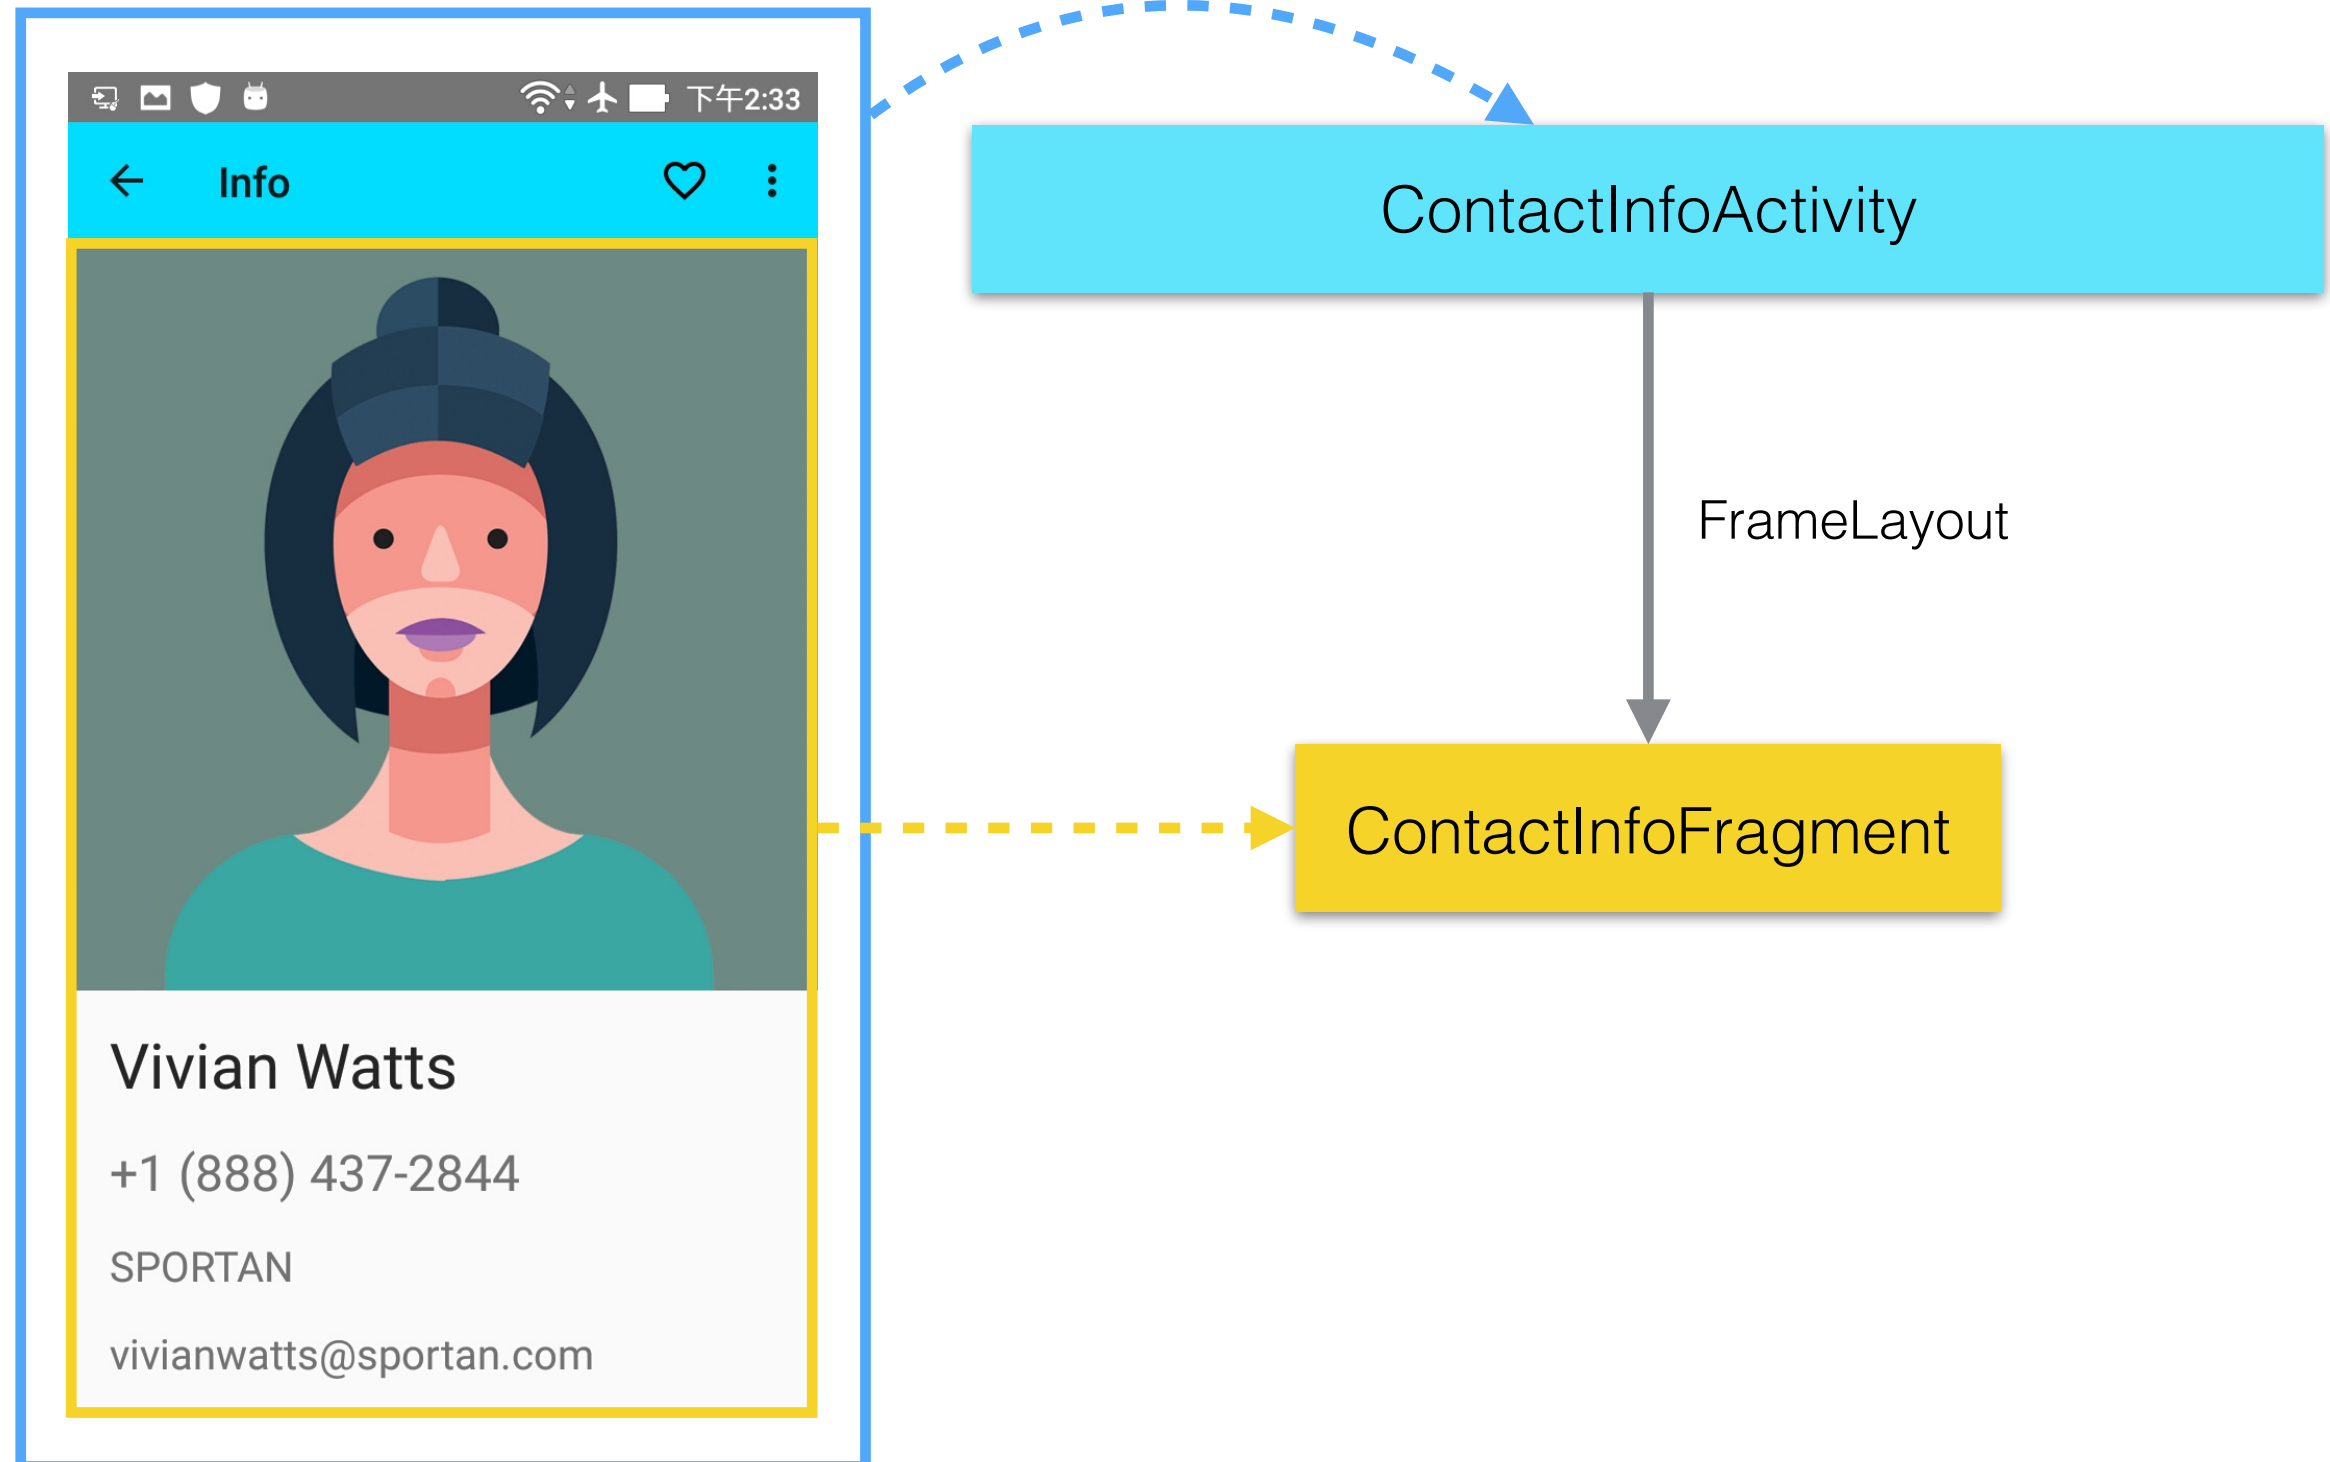 下午2:33
Info
ContactInfoActivity
FrameLayout
ContactInfoFragment
Vivian Watts
+1 (888) 437-2844
SPORTAN
vivianwatts@sportan.com